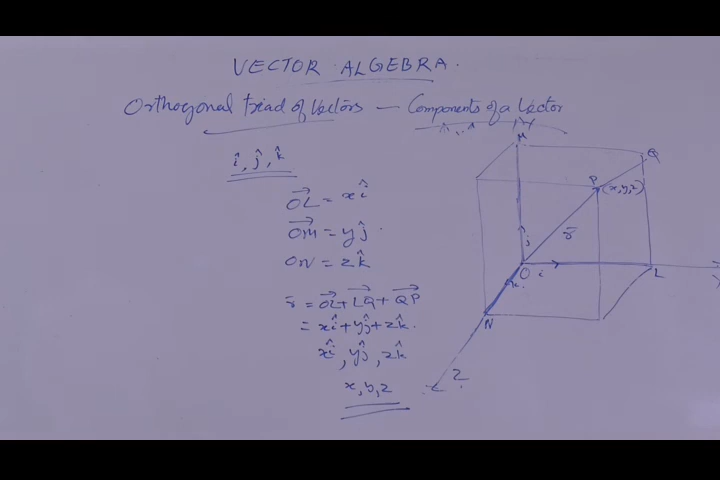 VECTOR ALGEBRA.
Orthogonal triad of Vectors — Components of a Vector
î, ĵ, k̂
OL⃗ = xî
OM⃗ = yĵ
ON = zk̂
r̄ = OL⃗ + LQ⃗ + QP⃗
= xî + yĵ + zk̂.
xî, yĵ, zk̂
x, y, z
M
Q
P (x,y,z)
r̄
j
O i
L
k
N
Z